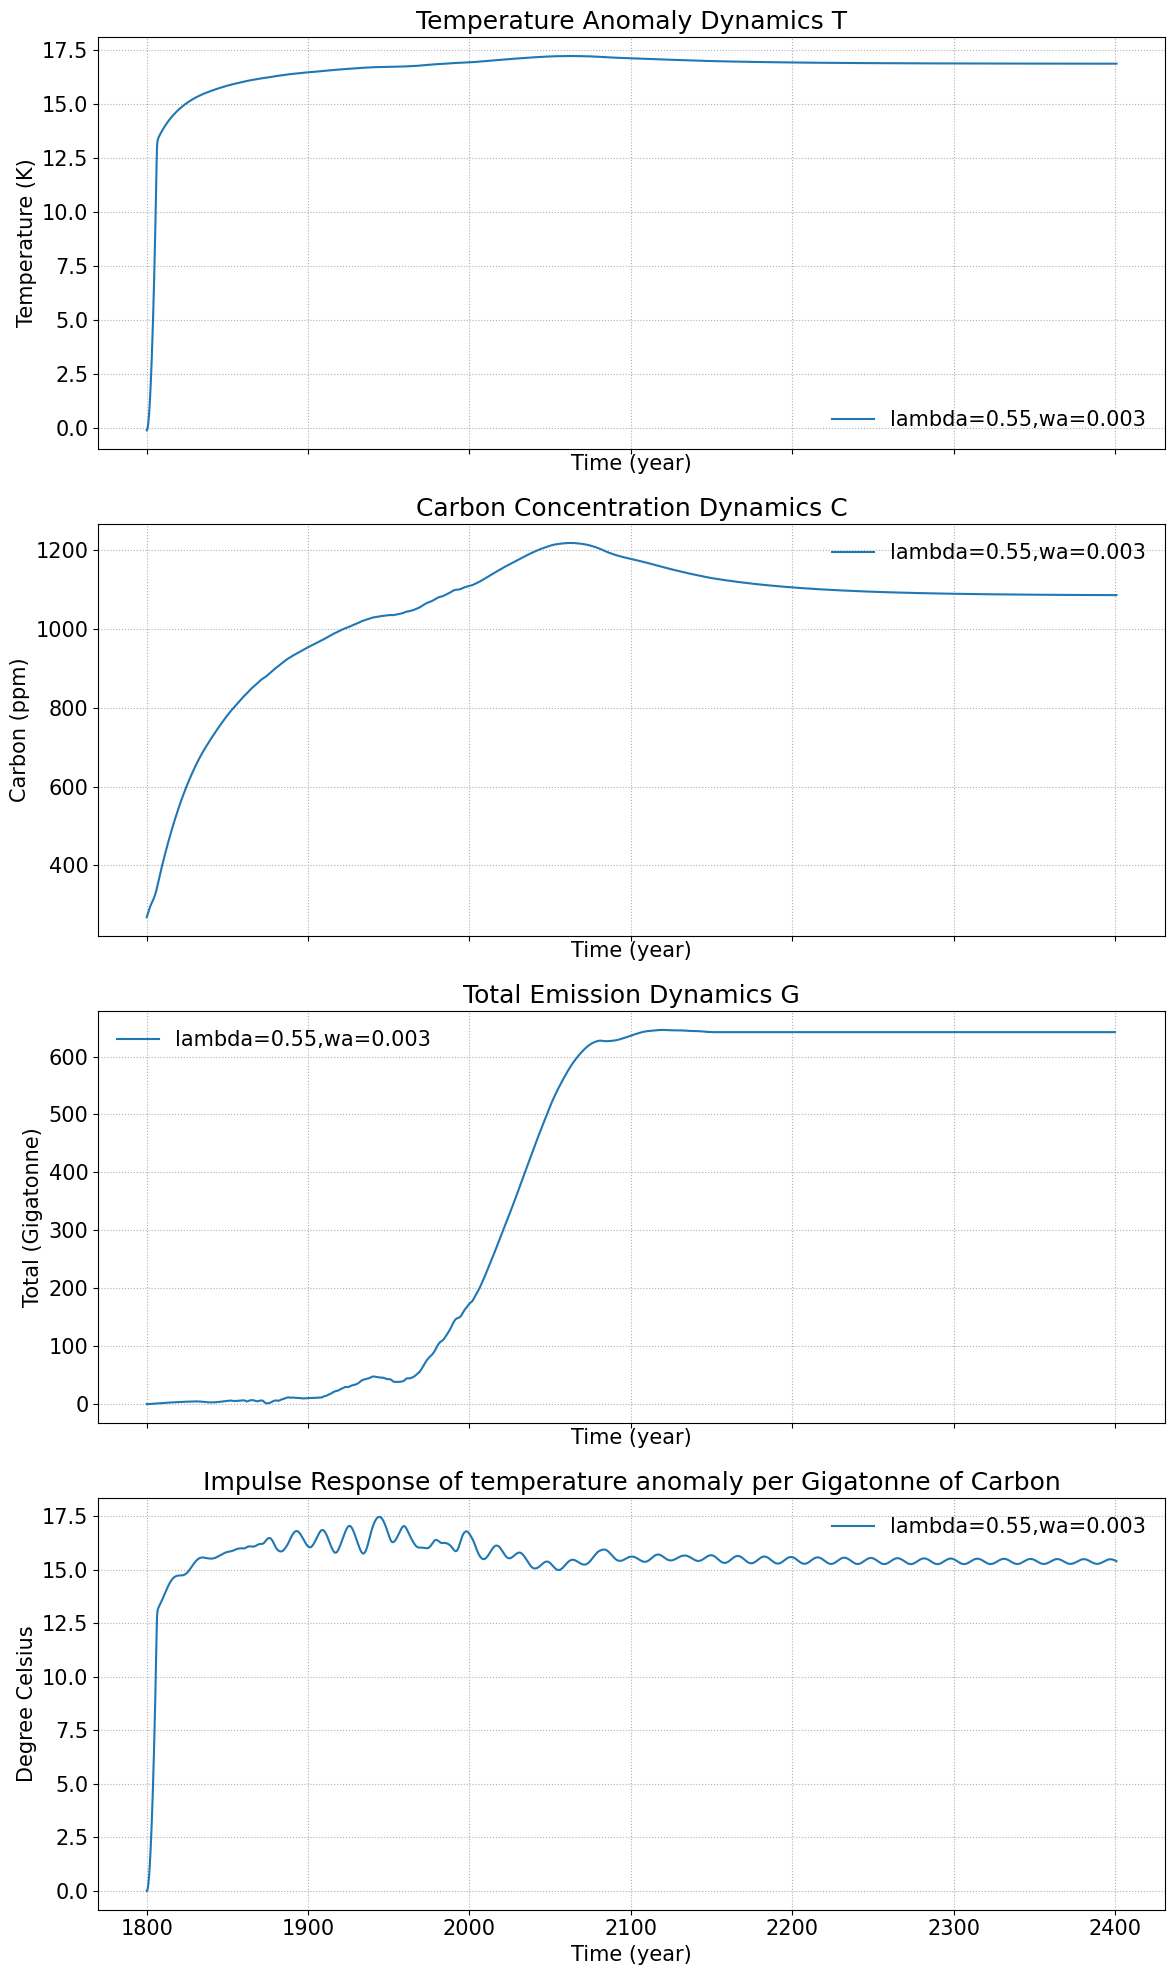 Temperature Anomaly Dynamics T
17.5
15.0
12.5
10.0
7.5
5.0
2.5
0.0
Temperature (K)
lambda=0.55,wa=0.003
Time (year)
Carbon Concentration Dynamics C
1200
1000
800
600
400
Carbon (ppm)
lambda=0.55,wa=0.003
Time (year)
Total Emission Dynamics G
600
500
400
300
200
100
0
Total (Gigatonne)
lambda=0.55,wa=0.003
Time (year)
Impulse Response of temperature anomaly per Gigatonne of Carbon
17.5
15.0
12.5
10.0
7.5
5.0
2.5
0.0
Degree Celsius
lambda=0.55,wa=0.003
1800 1900 2000 2100 2200 2300 2400
Time (year)